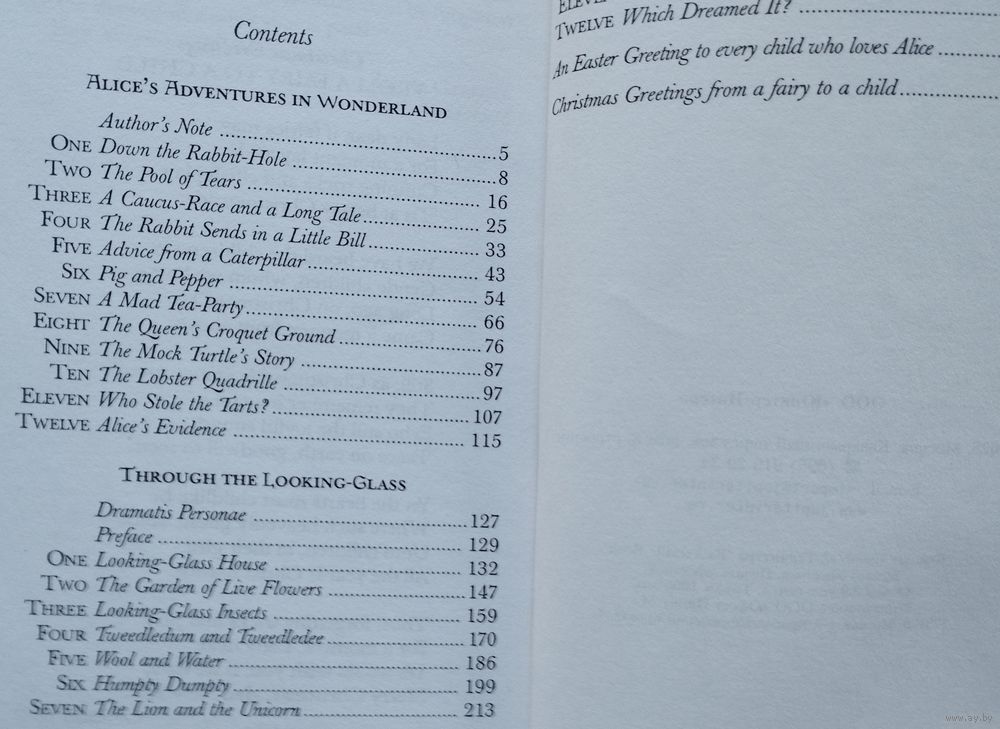 Contents
ALICE'S ADVENTURES IN WONDERLAND
Author's Note ........ 5
ONE Down the Rabbit-Hole ........ 8
TWO The Pool of Tears ........ 16
THREE A Caucus-Race and a Long Tale ........ 25
FOUR The Rabbit Sends in a Little Bill ........ 33
FIVE Advice from a Caterpillar ........ 43
SIX Pig and Pepper ........ 54
SEVEN A Mad Tea-Party ........ 66
EIGHT The Queen's Croquet Ground ........ 76
NINE The Mock Turtle's Story ........ 87
TEN The Lobster Quadrille ........ 97
ELEVEN Who Stole the Tarts? ........ 107
TWELVE Alice's Evidence ........ 115
THROUGH THE LOOKING-GLASS
Dramatis Personae ........ 127
Preface ........ 129
ONE Looking-Glass House ........ 132
TWO The Garden of Live Flowers ........ 147
THREE Looking-Glass Insects ........ 159
FOUR Tweedledum and Tweedledee ........ 170
FIVE Wool and Water ........ 186
SIX Humpty Dumpty ........ 199
SEVEN The Lion and the Unicorn ........ 213
TWELVE Which Dreamed It? ........
An Easter Greeting to every child who loves Alice ........
Christmas Greetings from a fairy to a child ........
www.ay.by